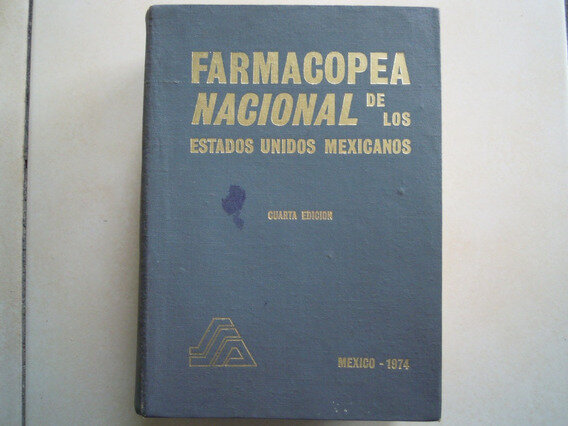 FARMACOPEA
NACIONAL DE LOS
ESTADOS UNIDOS MEXICANOS
CUARTA EDICION
SSA
MEXICO - 1974